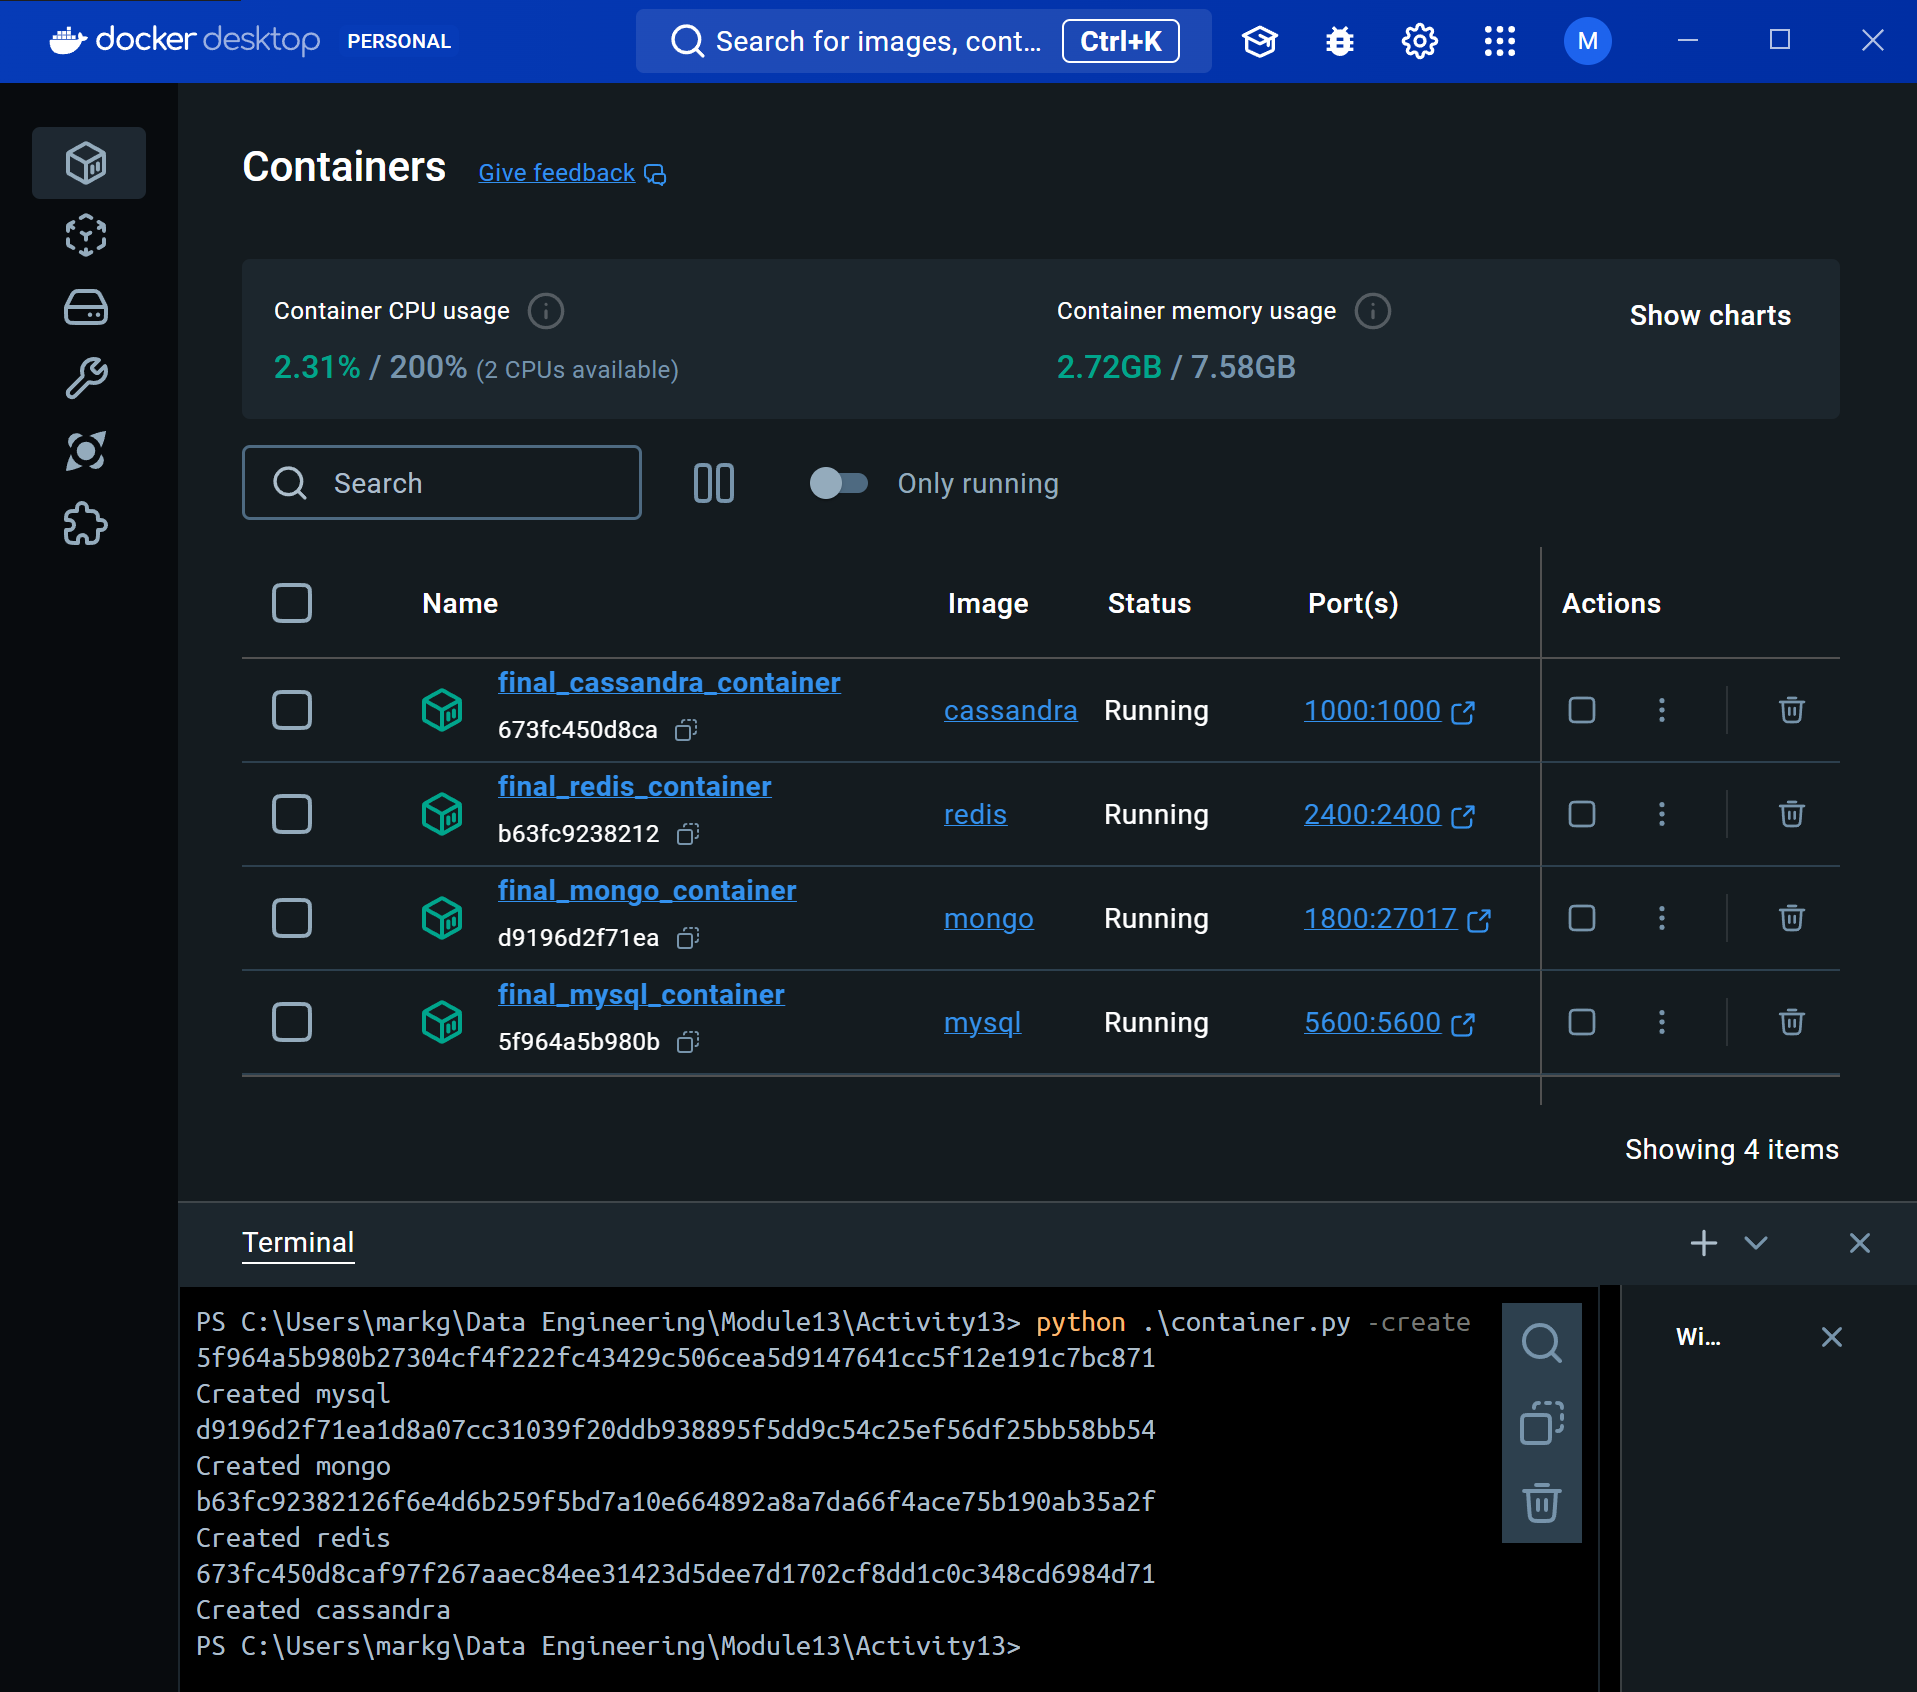 docker desktop PERSONAL
Search for images, cont... Ctrl+K
M
Containers Give feedback
Container CPU usage Container memory usage Show charts
2.31% / 200% (2 CPUs available) 2.72GB / 7.58GB
Search Only running
Name Image Status Port(s) Actions
final_cassandra_container
673fc450d8ca cassandra Running 1000:1000
final_redis_container
b63fc9238212 redis Running 2400:2400
final_mongo_container
d9196d2f71ea mongo Running 1800:27017
final_mysql_container
5f964a5b980b mysql Running 5600:5600
Showing 4 items
Terminal
PS C:\Users\markg\Data Engineering\Module13\Activity13> python .\container.py -create
5f964a5b980b27304cf4f222fc43429c506cea5d9147641cc5f12e191c7bc871
Created mysql
d9196d2f71ea1d8a07cc31039f20ddb938895f5dd9c54c25ef56df25bb58bb54
Created mongo
b63fc92382126f6e4d6b259f5bd7a10e664892a8a7da66f4ace75b190ab35a2f
Created redis
673fc450d8caf97f267aaec84ee31423d5dee7d1702cf8dd1c0c348cd6984d71
Created cassandra
PS C:\Users\markg\Data Engineering\Module13\Activity13>
Wi...